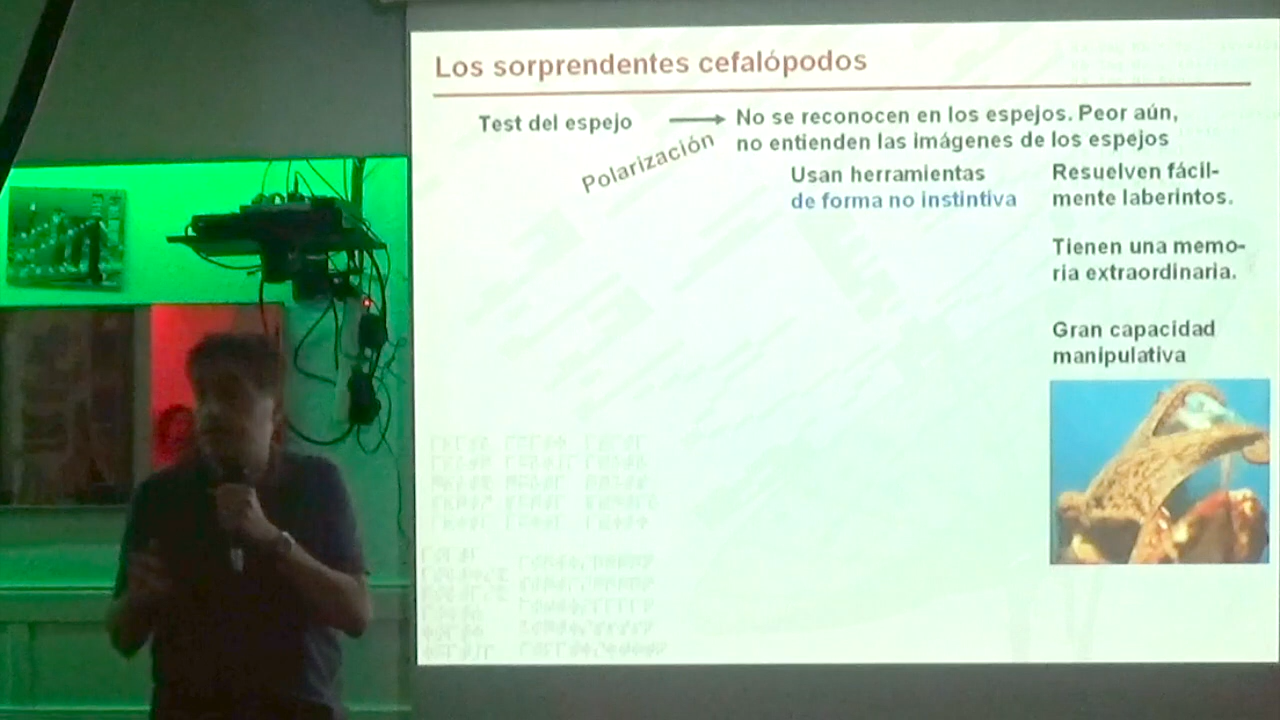 Los sorprendentes cefalópodos
Test del espejo
No se reconocen en los espejos. Peor aún,
no entienden las imágenes de los espejos
Polarización
Usan herramientas
de forma no instintiva
Resuelven fácil-
mente laberintos.
Tienen una memo-
ria extraordinaria.
Gran capacidad
manipulativa